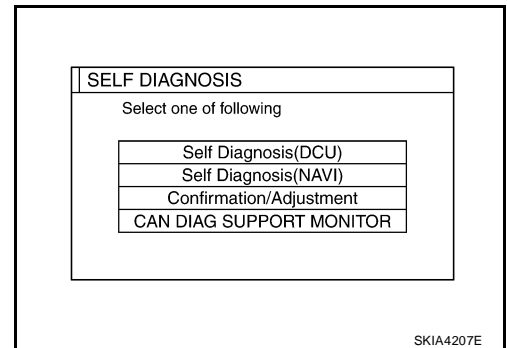 SELF DIAGNOSIS
Select one of following
Self Diagnosis(DCU)
Self Diagnosis(NAVI)
Confirmation/Adjustment
CAN DIAG SUPPORT MONITOR
SKIA4207E